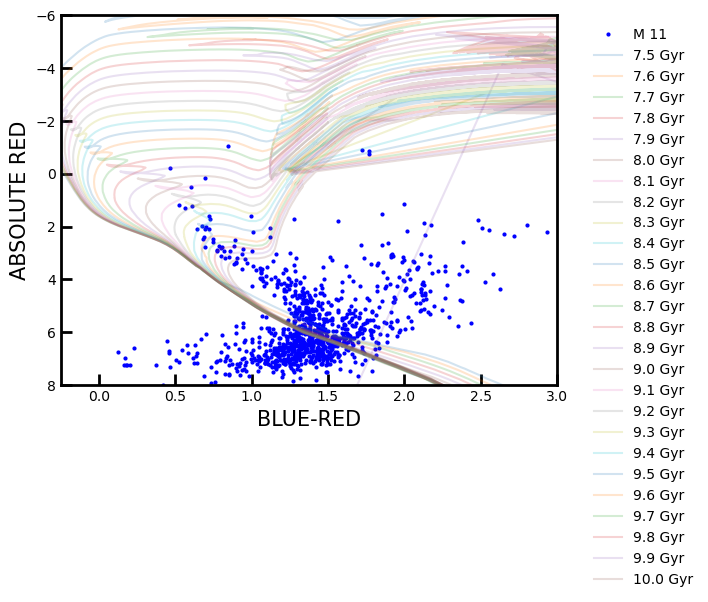 −6
−4
−2
0
2
4
6
8
ABSOLUTE RED
0.0 0.5 1.0 1.5 2.0 2.5 3.0
BLUE-RED
M 11
7.5 Gyr
7.6 Gyr
7.7 Gyr
7.8 Gyr
7.9 Gyr
8.0 Gyr
8.1 Gyr
8.2 Gyr
8.3 Gyr
8.4 Gyr
8.5 Gyr
8.6 Gyr
8.7 Gyr
8.8 Gyr
8.9 Gyr
9.0 Gyr
9.1 Gyr
9.2 Gyr
9.3 Gyr
9.4 Gyr
9.5 Gyr
9.6 Gyr
9.7 Gyr
9.8 Gyr
9.9 Gyr
10.0 Gyr